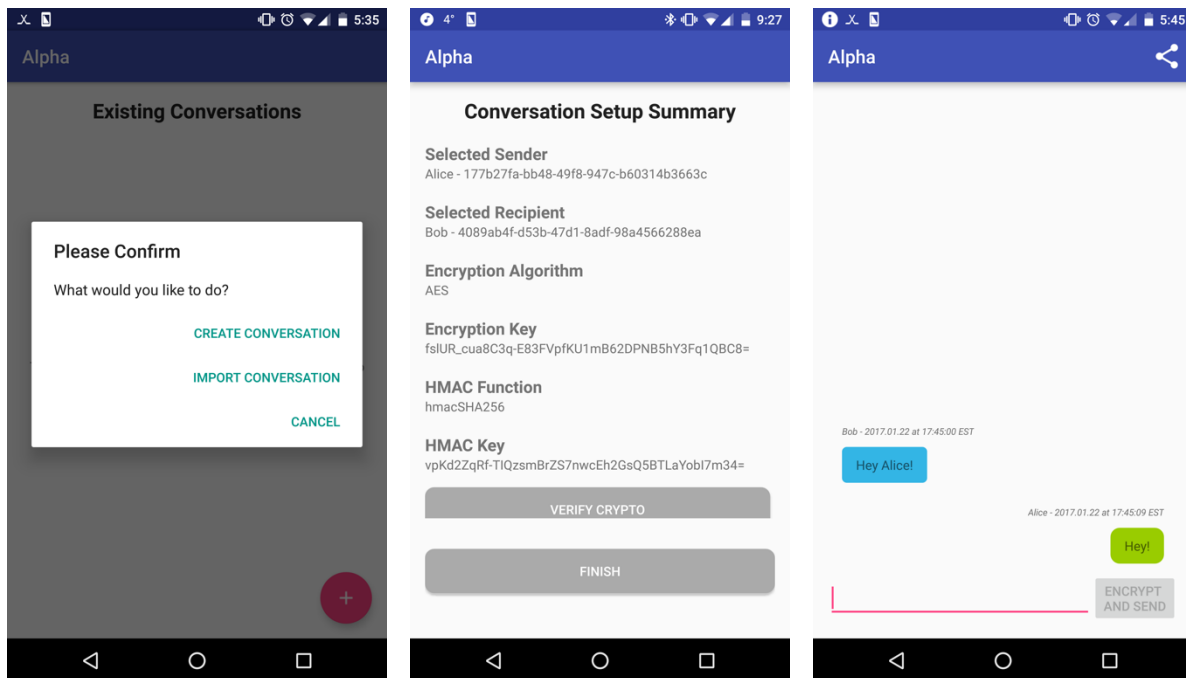 5:35
Alpha
Existing Conversations
Please Confirm
What would you like to do?
CREATE CONVERSATION
IMPORT CONVERSATION
CANCEL
+
4°
9:27
Alpha
Conversation Setup Summary
Selected Sender
Alice - 177b27fa-bb48-49f8-947c-b60314b3663c
Selected Recipient
Bob - 4089ab4f-d53b-47d1-8adf-98a4566288ea
Encryption Algorithm
AES
Encryption Key
fslUR_cua8C3q-E83FVpfKU1mB62DPNB5hY3Fq1QBC8=
HMAC Function
hmacSHA256
HMAC Key
vpKd2ZqRf-TIQzsmBrZS7nwcEh2GsQ5BTLaYobI7m34=
VERIFY CRYPTO
FINISH
5:45
Alpha
Bob - 2017.01.22 at 17:45:00 EST
Hey Alice!
Alice - 2017.01.22 at 17:45:09 EST
Hey!
ENCRYPT
AND SEND